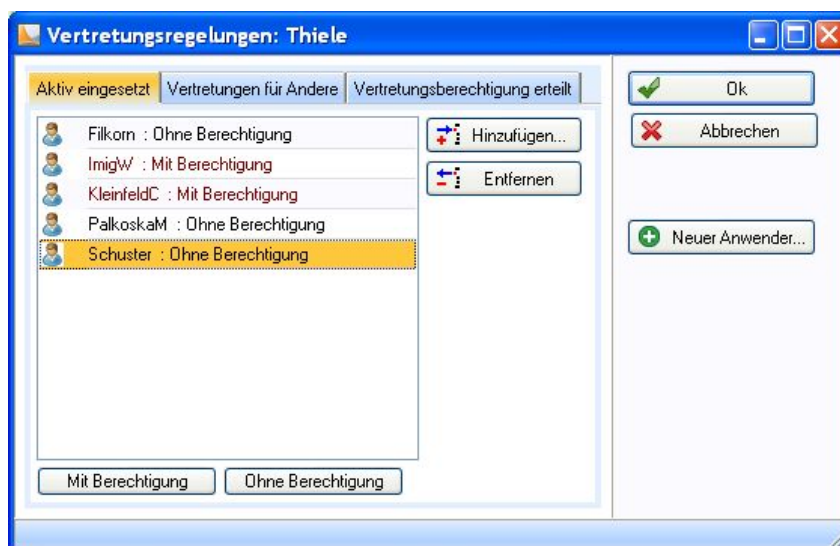 Vertretungsregelungen: Thiele
Aktiv eingesetzt Vertretungen für Andere Vertretungsberechtigung erteilt
Filkorn : Ohne Berechtigung
ImigW : Mit Berechtigung
KleinfeldC : Mit Berechtigung
PalkoskaM : Ohne Berechtigung
Schuster : Ohne Berechtigung
Hinzufügen...
Entfernen
Mit Berechtigung Ohne Berechtigung
Ok
Abbrechen
Neuer Anwender...